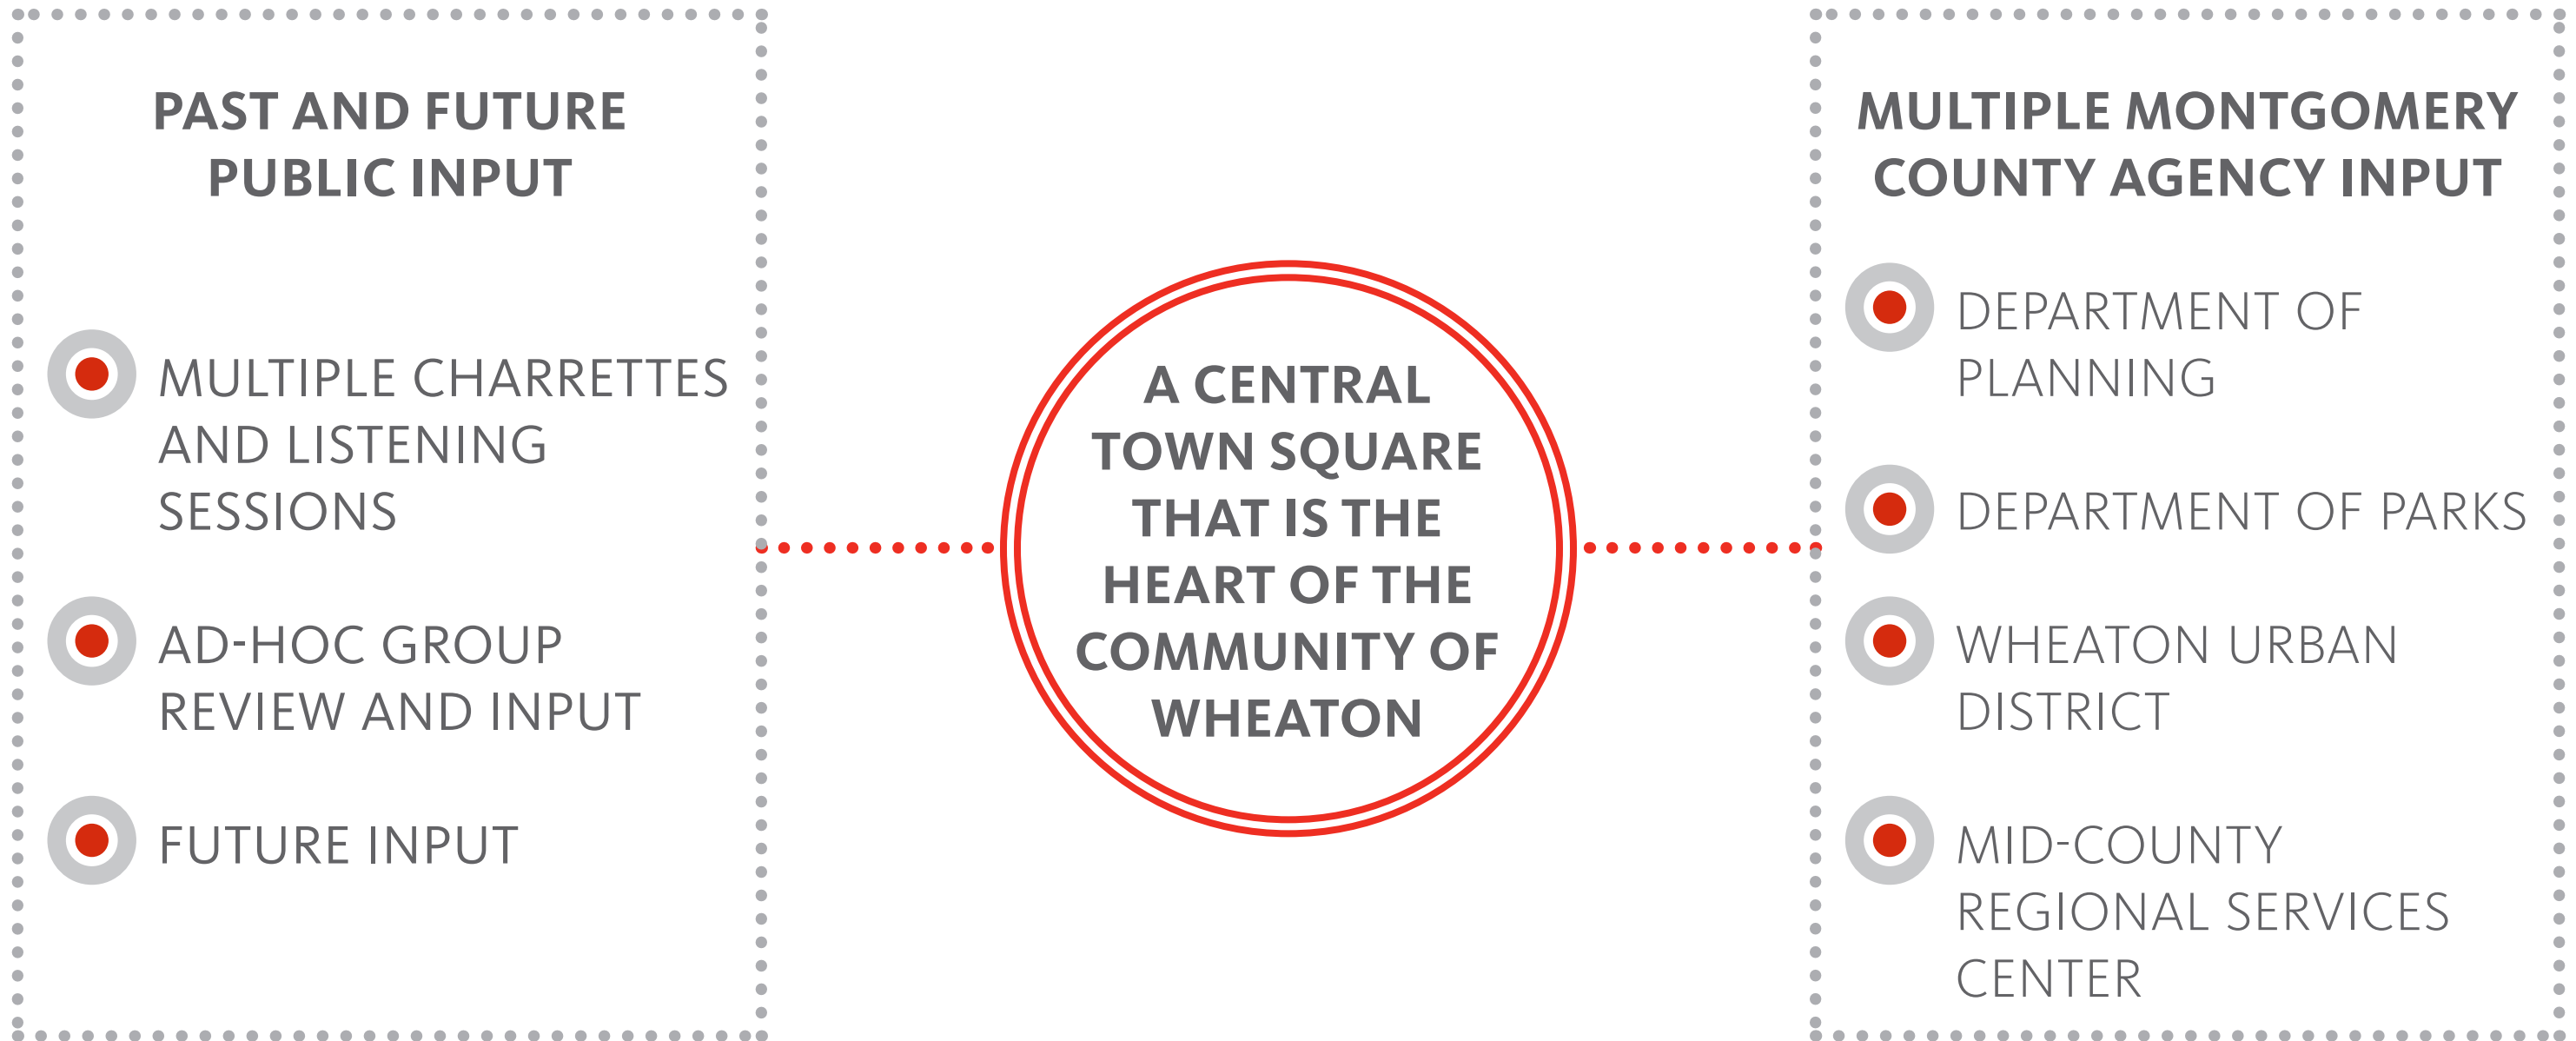 PAST AND FUTURE
PUBLIC INPUT
MULTIPLE CHARRETTES
AND LISTENING
SESSIONS
AD-HOC GROUP
REVIEW AND INPUT
FUTURE INPUT
A CENTRAL
TOWN SQUARE
THAT IS THE
HEART OF THE
COMMUNITY OF
WHEATON
MULTIPLE MONTGOMERY
COUNTY AGENCY INPUT
DEPARTMENT OF
PLANNING
DEPARTMENT OF PARKS
WHEATON URBAN
DISTRICT
MID-COUNTY
REGIONAL SERVICES
CENTER